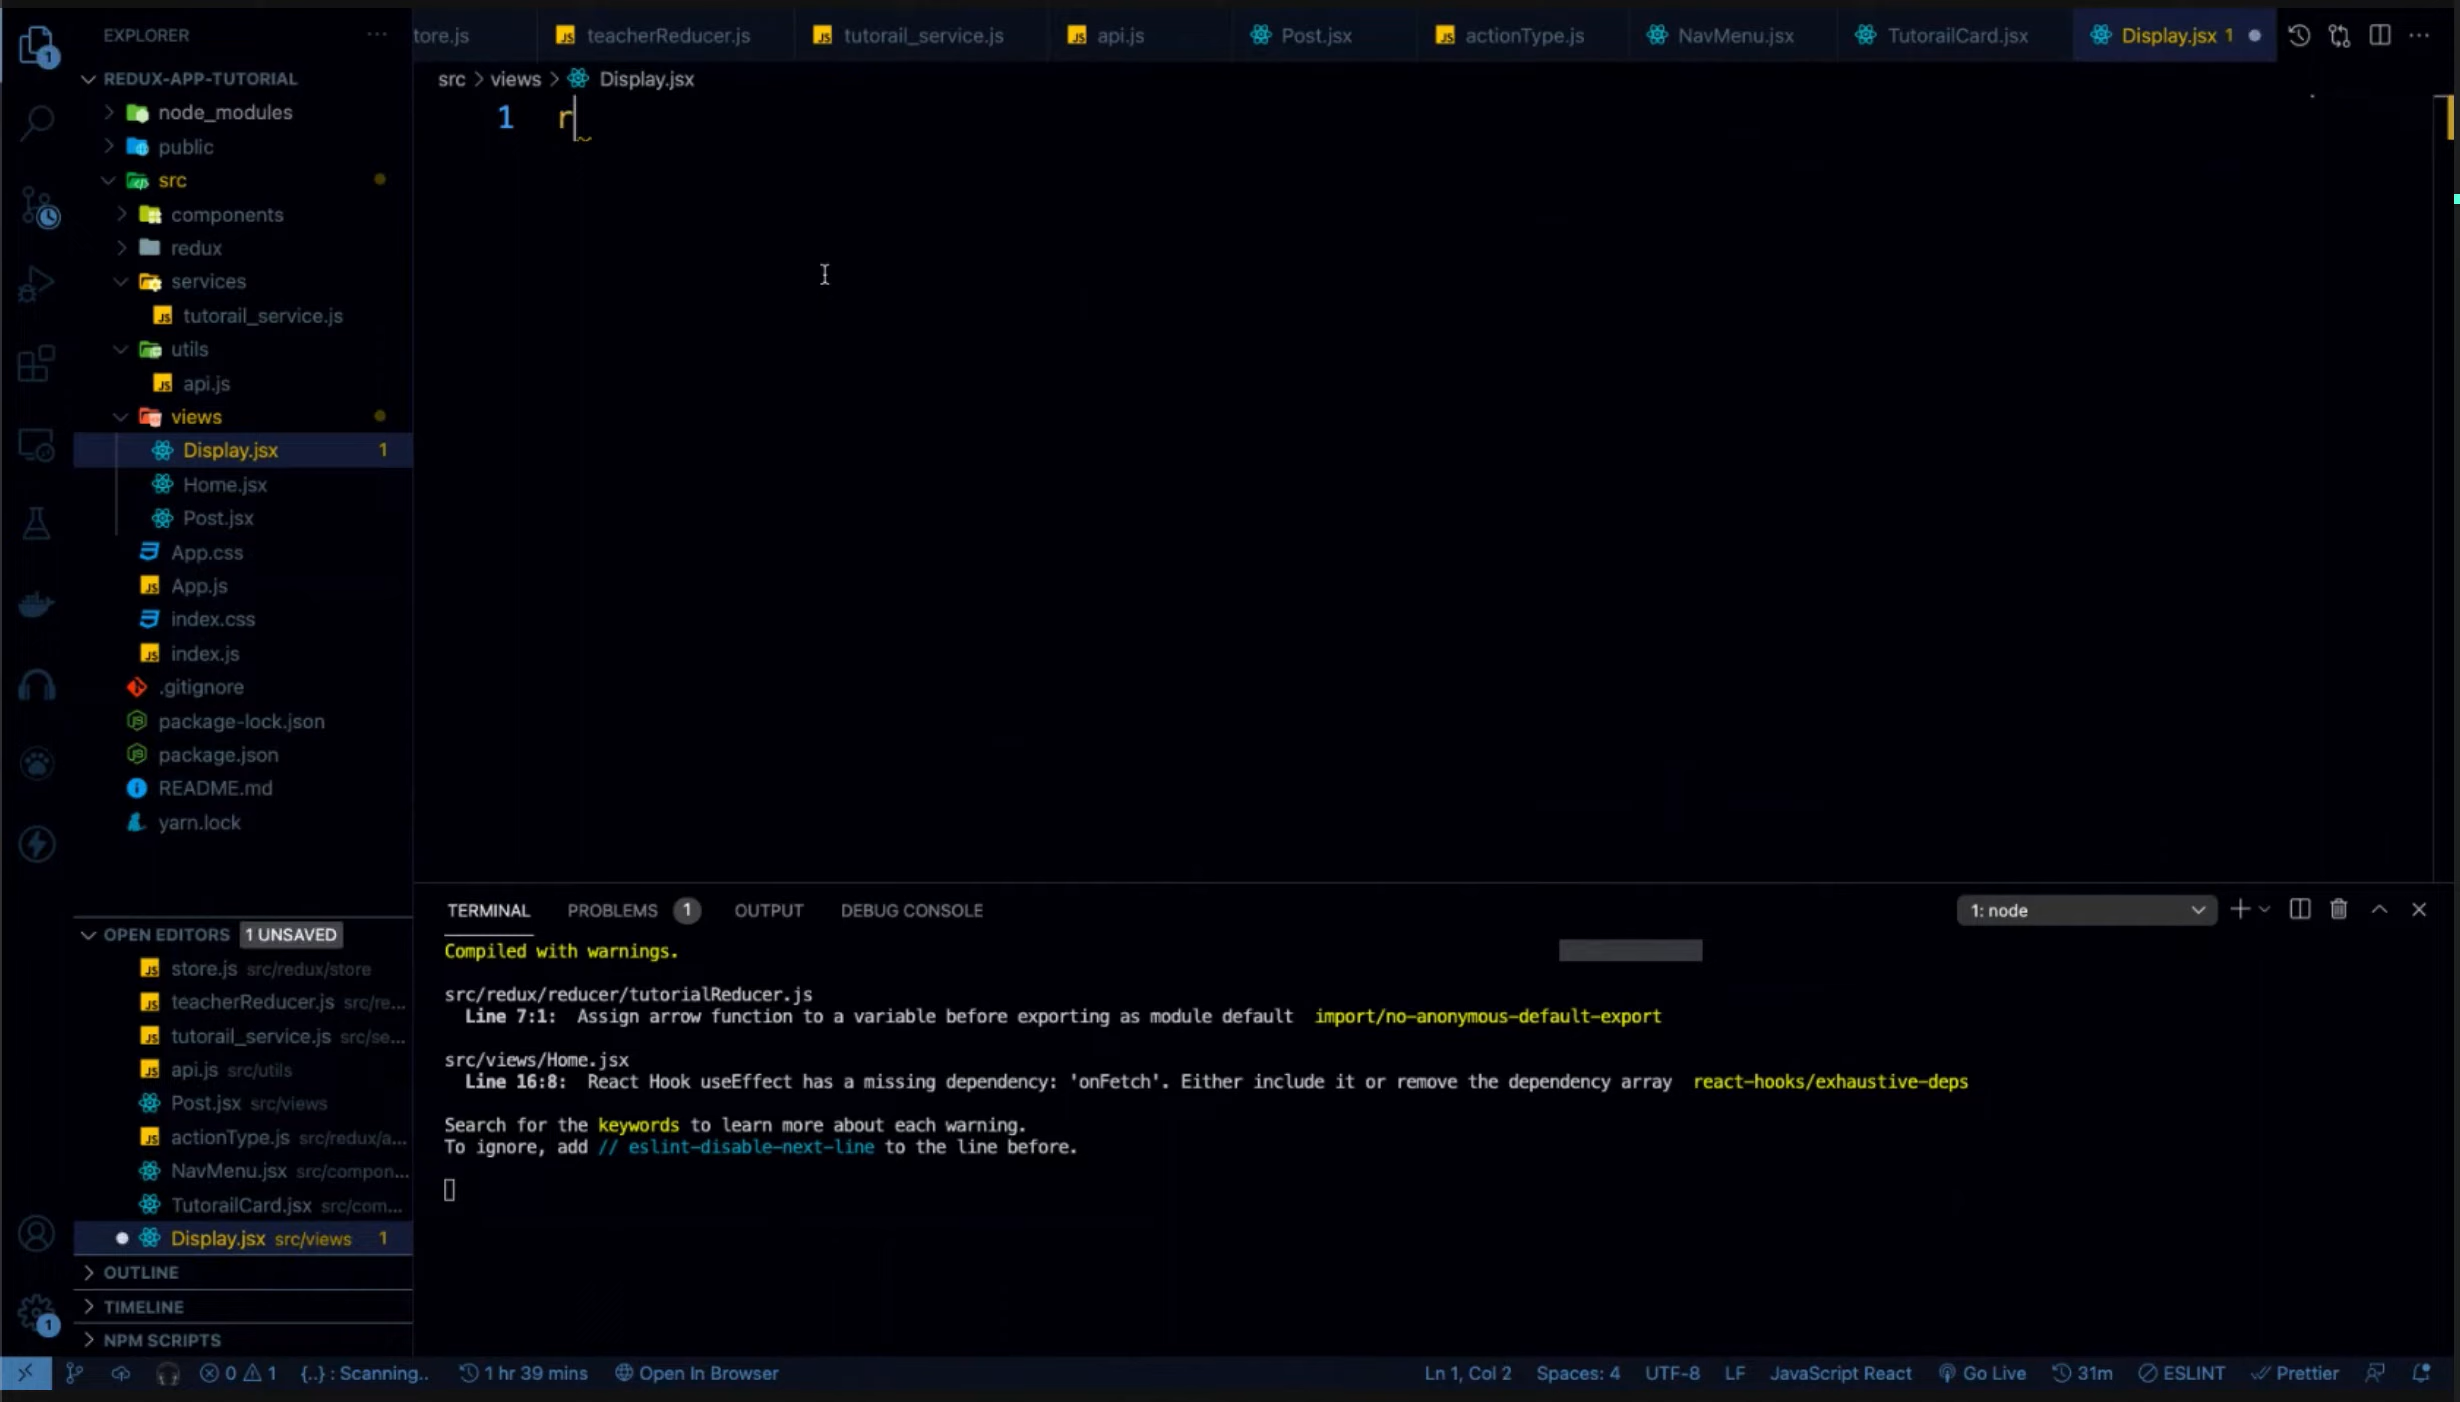 EXPLORER
REDUX-APP-TUTORIAL
node_modules
public
src
components
redux
services
tutorail_service.js
utils
api.js
views
Display.jsx 1
Home.jsx
Post.jsx
App.css
App.js
index.css
index.js
.gitignore
package-lock.json
package.json
README.md
yarn.lock
OPEN EDITORS 1 UNSAVED
store.js src/redux/store
teacherReducer.js src/re...
tutorail_service.js src/se...
api.js src/utils
Post.jsx src/views
actionType.js src/redux/a...
NavMenu.jsx src/compon...
TutorailCard.jsx src/com...
Display.jsx src/views 1
OUTLINE
TIMELINE
NPM SCRIPTS
tore.js teacherReducer.js tutorail_service.js api.js Post.jsx actionType.js NavMenu.jsx TutorailCard.jsx Display.jsx 1
src > views > Display.jsx
1 r
TERMINAL PROBLEMS 1 OUTPUT DEBUG CONSOLE 1: node
Compiled with warnings.
src/redux/reducer/tutorialReducer.js
Line 7:1: Assign arrow function to a variable before exporting as module default import/no-anonymous-default-export
src/views/Home.jsx
Line 16:8: React Hook useEffect has a missing dependency: 'onFetch'. Either include it or remove the dependency array react-hooks/exhaustive-deps
Search for the keywords to learn more about each warning.
To ignore, add // eslint-disable-next-line to the line before.
0 1 {..} : Scanning.. 1 hr 39 mins Open In Browser Ln 1, Col 2 Spaces: 4 UTF-8 LF JavaScript React Go Live 31m ESLINT Prettier